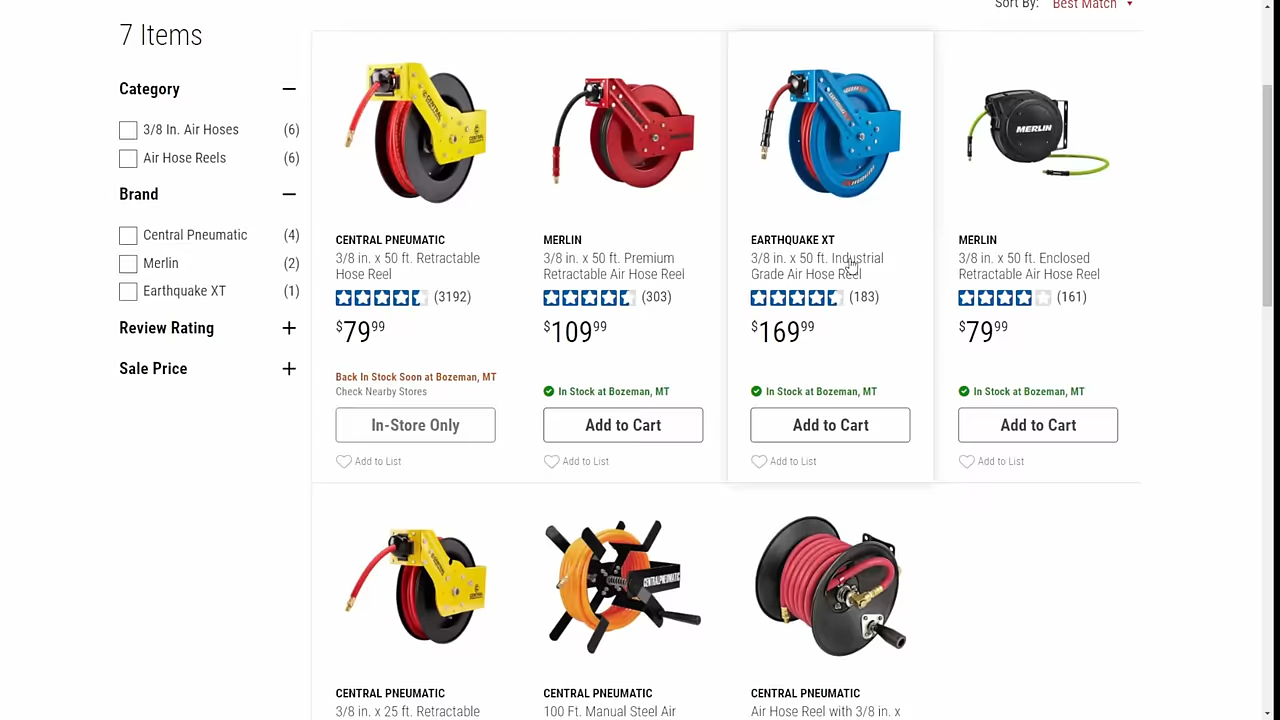 Sort By: Best Match
7 Items
Category
3/8 In. Air Hoses (6)
Air Hose Reels (6)
Brand
Central Pneumatic (4)
Merlin (2)
Earthquake XT (1)
Review Rating
Sale Price
CENTRAL PNEUMATIC
3/8 in. x 50 ft. Retractable
Hose Reel
(3192)
$79 99
Back In Stock Soon at Bozeman, MT
Check Nearby Stores
In-Store Only
Add to List
MERLIN
3/8 in. x 50 ft. Premium
Retractable Air Hose Reel
(303)
$109 99
In Stock at Bozeman, MT
Add to Cart
Add to List
EARTHQUAKE XT
3/8 in. x 50 ft. Industrial
Grade Air Hose Reel
(183)
$169 99
In Stock at Bozeman, MT
Add to Cart
Add to List
MERLIN
MERLIN
3/8 in. x 50 ft. Enclosed
Retractable Air Hose Reel
(161)
$79 99
In Stock at Bozeman, MT
Add to Cart
Add to List
CENTRAL PNEUMATIC
3/8 in. x 25 ft. Retractable
CENTRALPNEUMATIC
CENTRAL PNEUMATIC
100 Ft. Manual Steel Air
CENTRAL PNEUMATIC
Air Hose Reel with 3/8 in. x